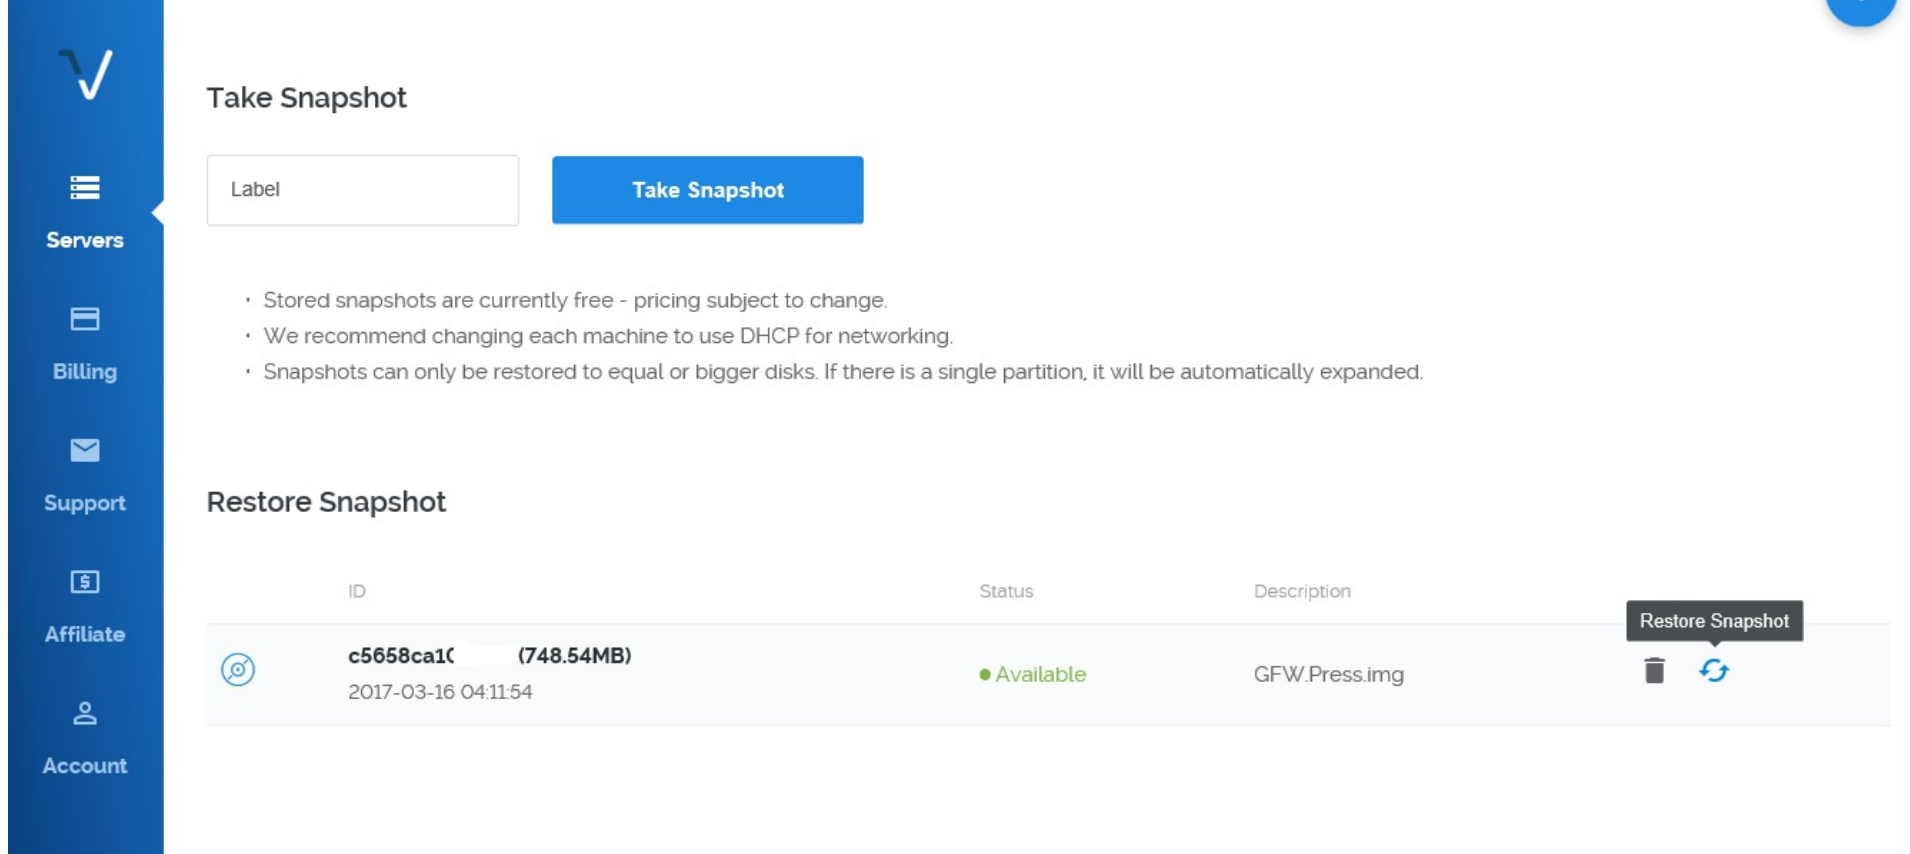 Take Snapshot
Label
Take Snapshot
Servers
• Stored snapshots are currently free - pricing subject to change.
• We recommend changing each machine to use DHCP for networking.
• Snapshots can only be restored to equal or bigger disks. If there is a single partition, it will be automatically expanded.
Billing
Support
Restore Snapshot
Affiliate
ID Status Description
Restore Snapshot
c5658ca1 (748.54MB)
2017-03-16 04:11:54
Available
GFW.Press.img
Account